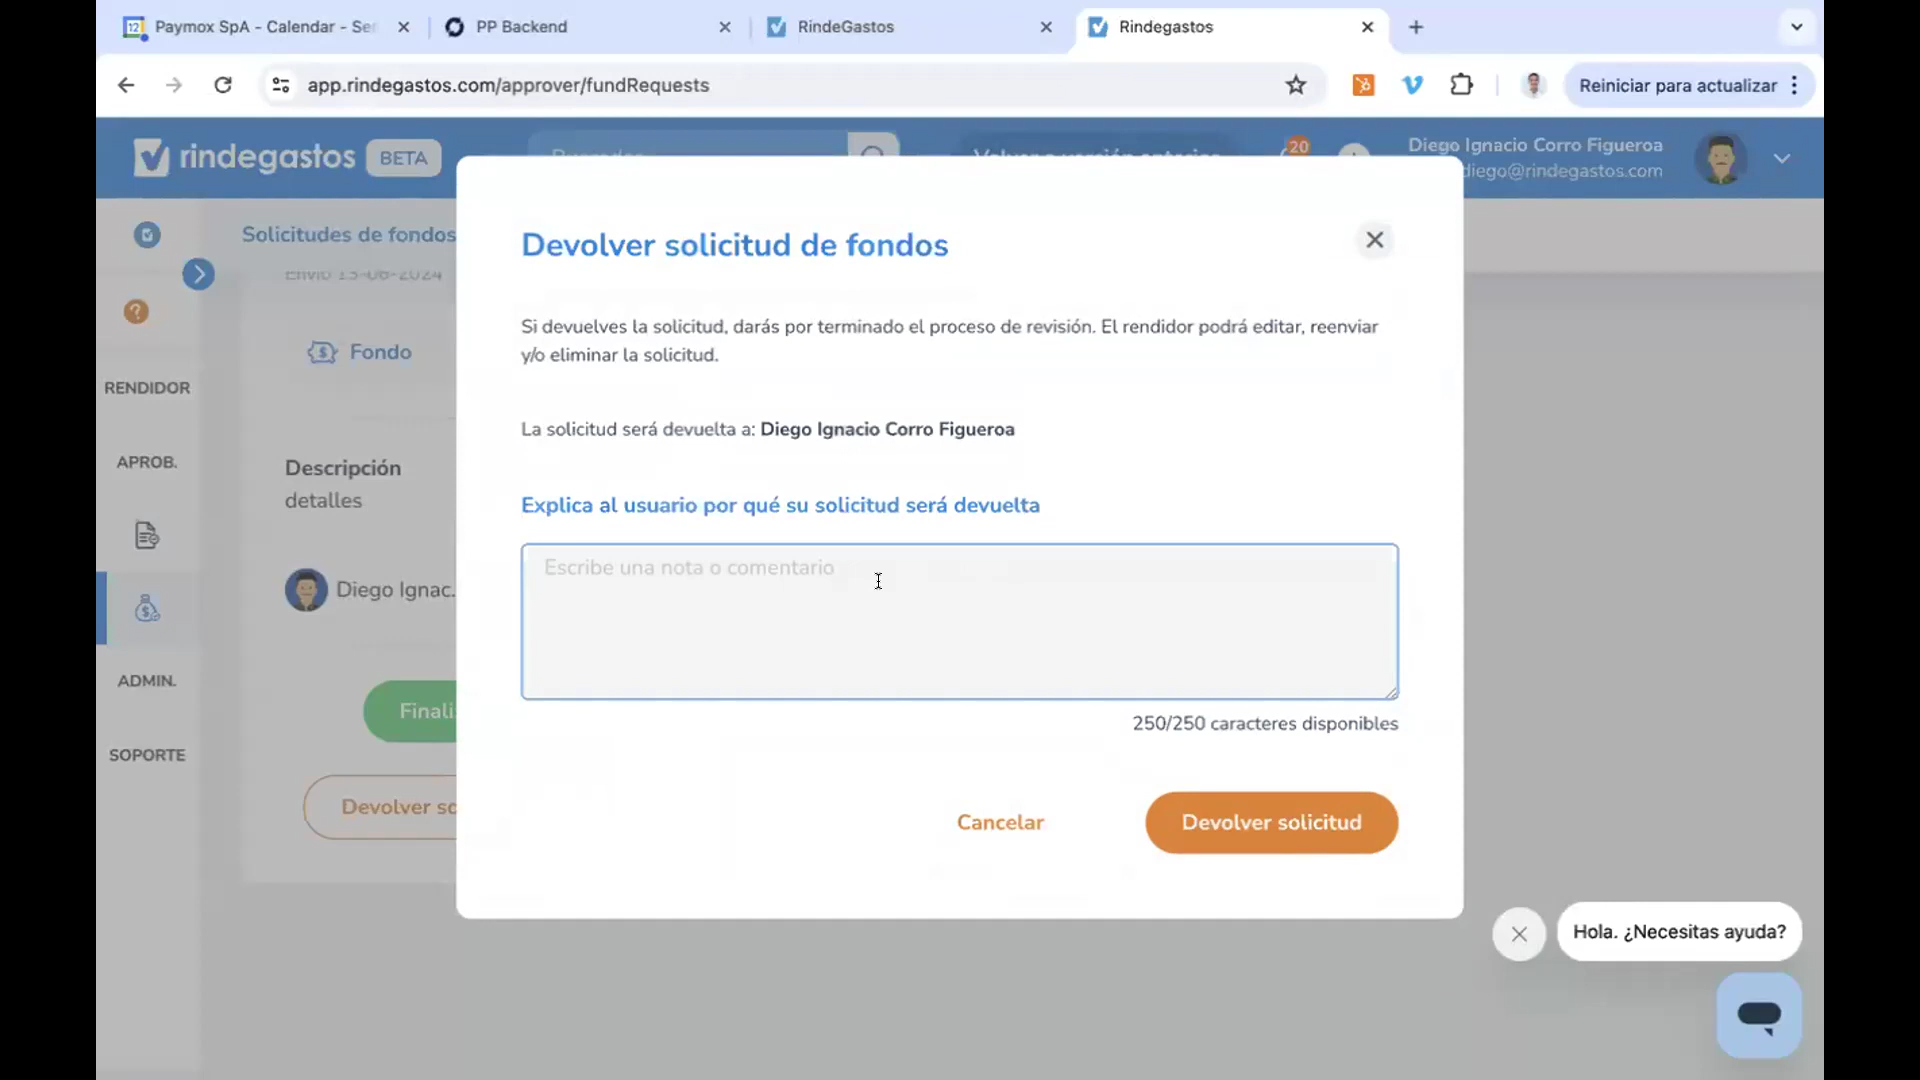 Paymox SpA - Calendar - Se
PP Backend
RindeGastos
Rindegastos
app.rindegastos.com/approver/fundRequests
Reiniciar para actualizar
rindegastos
BETA
20
Diego Ignacio Corro Figueroa
diego@rindegastos.com
Solicitudes de fondos
Envío 13-06-2024
Fondo
RENDIDOR
APROB.
ADMIN.
SOPORTE
Descripción
detalles
Diego Ignac.
Finali
Devolver so
Devolver solicitud de fondos
Si devuelves la solicitud, darás por terminado el proceso de revisión. El rendidor podrá editar, reenviar
y/o eliminar la solicitud.
La solicitud será devuelta a: Diego Ignacio Corro Figueroa
Explica al usuario por qué su solicitud será devuelta
Escribe una nota o comentario
250/250 caracteres disponibles
Cancelar
Devolver solicitud
Hola. ¿Necesitas ayuda?